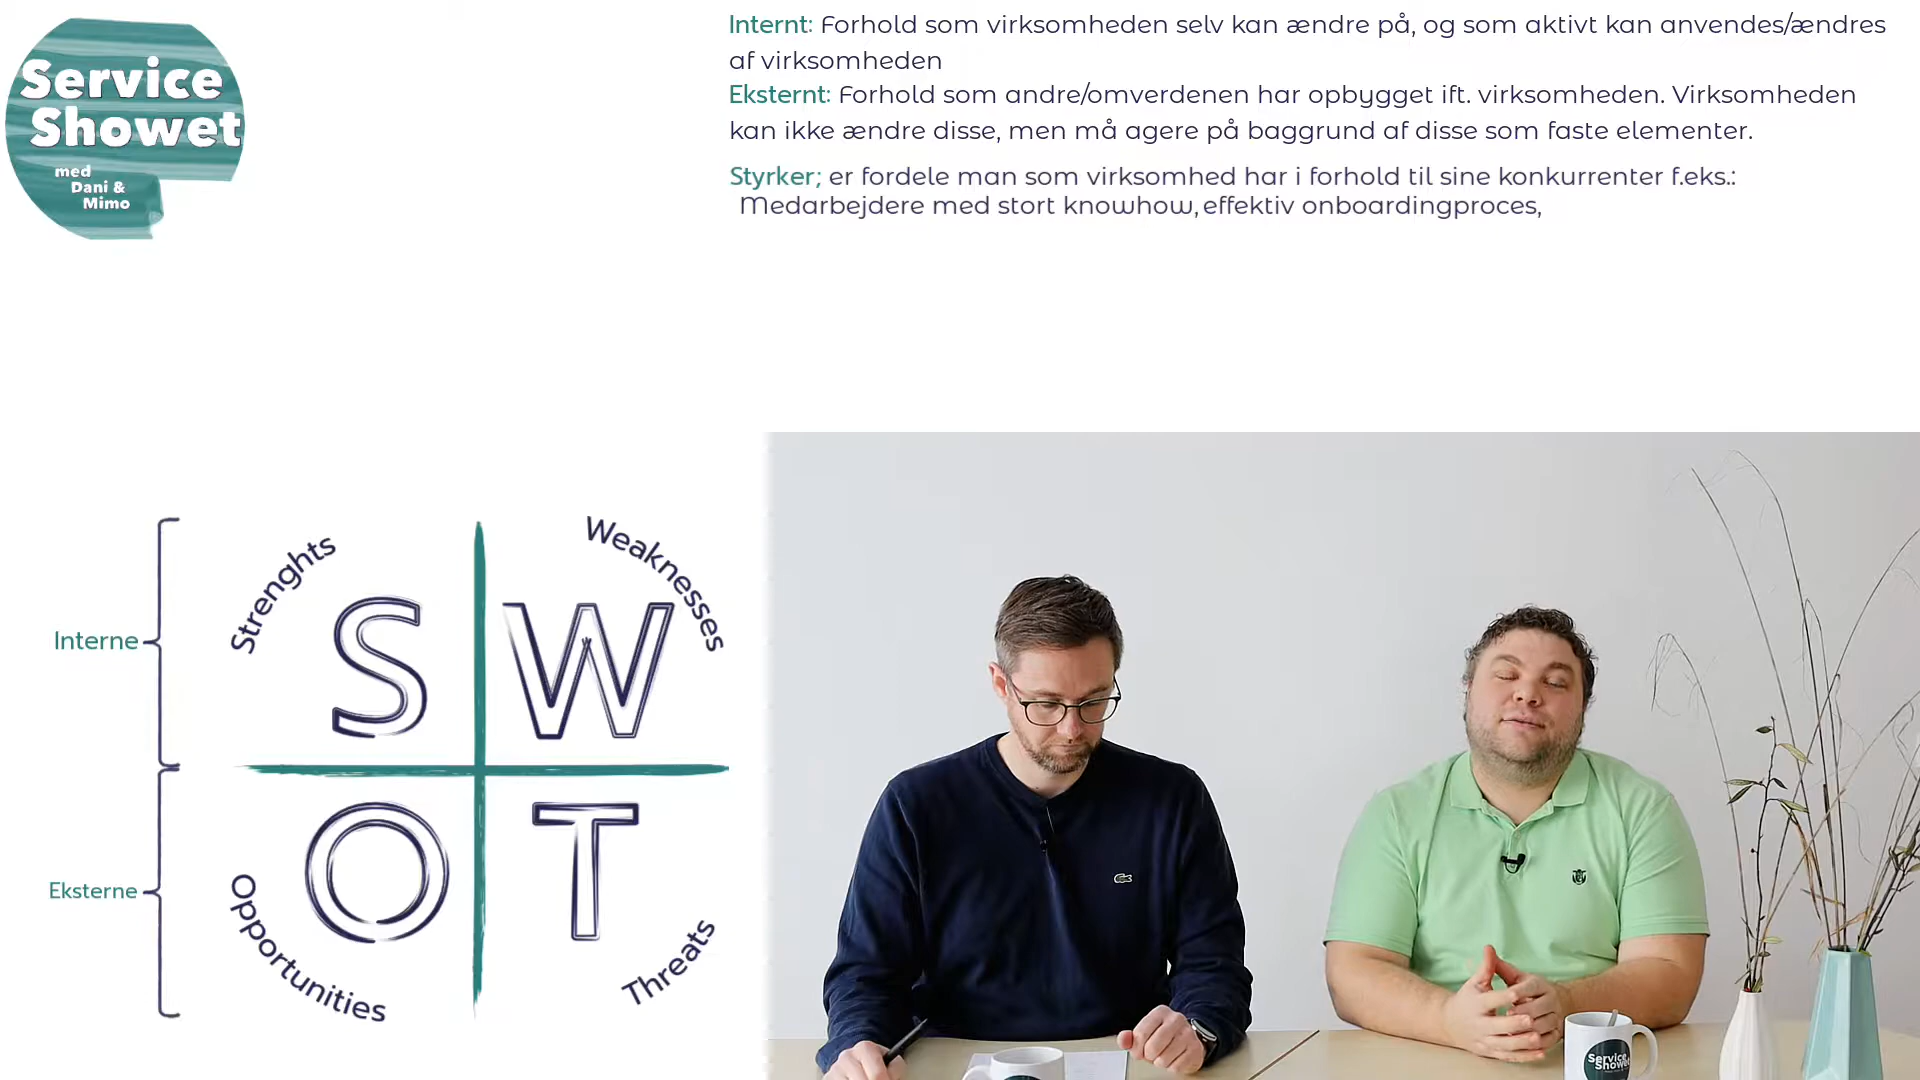 Service
Showet
med
Dani &
Mimo
Internt: Forhold som virksomheden selv kan ændre på, og som aktivt kan anvendes/ændres
af virksomheden
Eksternt: Forhold som andre/omverdenen har opbygget ift. virksomheden. Virksomheden
kan ikke ændre disse, men må agere på baggrund af disse som faste elementer.
Styrker; er fordele man som virksomhed har i forhold til sine konkurrenter f.eks.:
Medarbejdere med stort knowhow, effektiv onboardingproces,
Interne
Strenghts
Weaknesses
S
W
Eksterne
O
T
Opportunities
Threats
Service
Showet